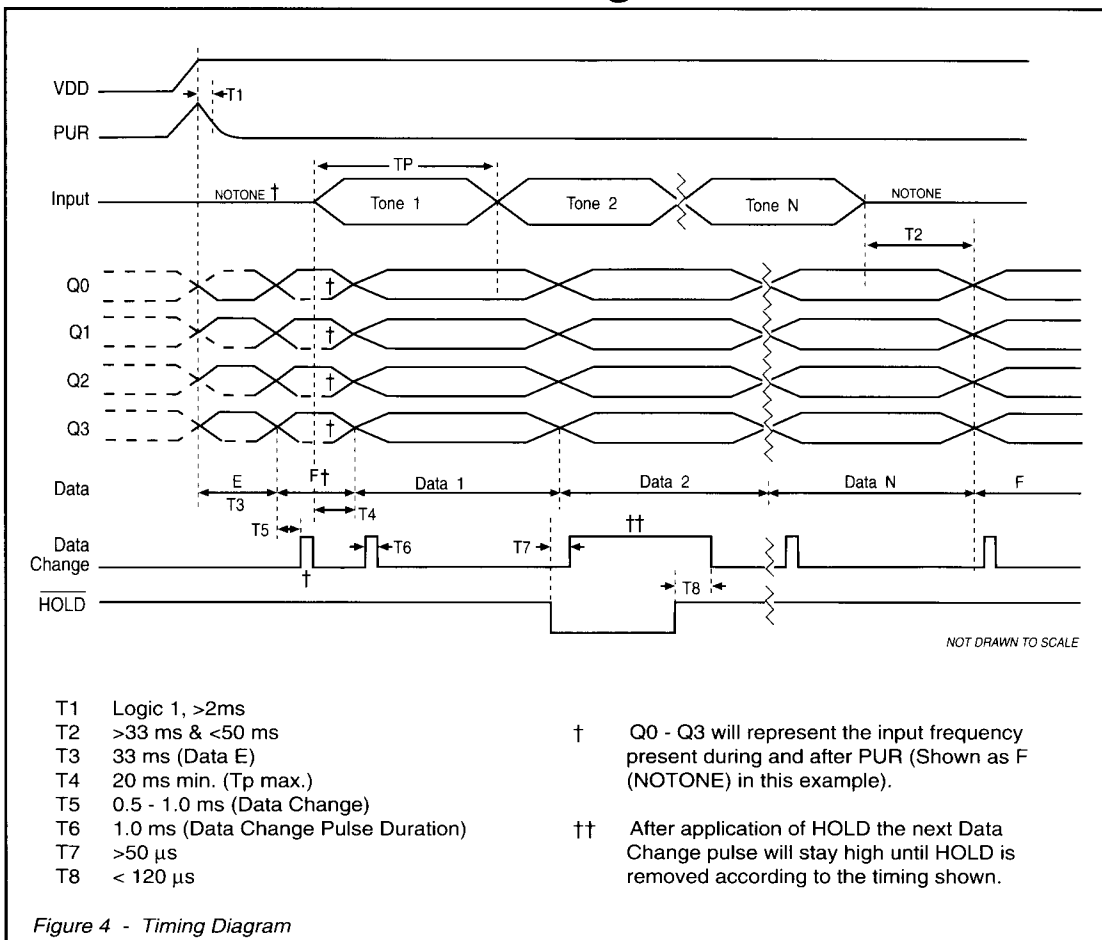 VDD
T1
PUR
TP
Input
NOTONE †
Tone 1
Tone 2
Tone N
NOTONE
T2
Q0
†
Q1
†
Q2
†
Q3
†
Data
E
F†
Data 1
Data 2
Data N
F
T3
T4
T5
††
Data
Change
T6
T7
T8
†
HOLD
NOT DRAWN TO SCALE
T1 Logic 1, >2ms
T2 >33 ms & <50 ms
T3 33 ms (Data E)
T4 20 ms min. (Tp max.)
T5 0.5 - 1.0 ms (Data Change)
T6 1.0 ms (Data Change Pulse Duration)
T7 >50 µs
T8 < 120 µs
† Q0 - Q3 will represent the input frequency
present during and after PUR (Shown as F
(NOTONE) in this example).
†† After application of HOLD the next Data
Change pulse will stay high until HOLD is
removed according to the timing shown.
Figure 4 - Timing Diagram